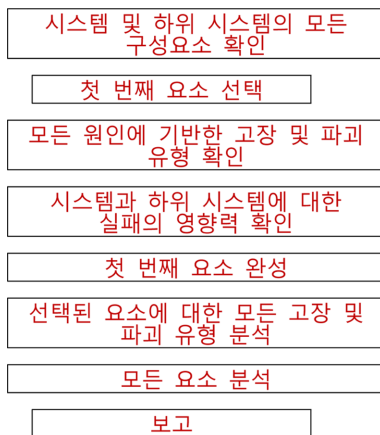 시스템 및 하위 시스템의 모든
구성요소 확인
첫 번째 요소 선택
모든 원인에 기반한 고장 및 파괴
유형 확인
시스템과 하위 시스템에 대한
실패의 영향력 확인
첫 번째 요소 완성
선택된 요소에 대한 모든 고장 및
파괴 유형 분석
모든 요소 분석
보고